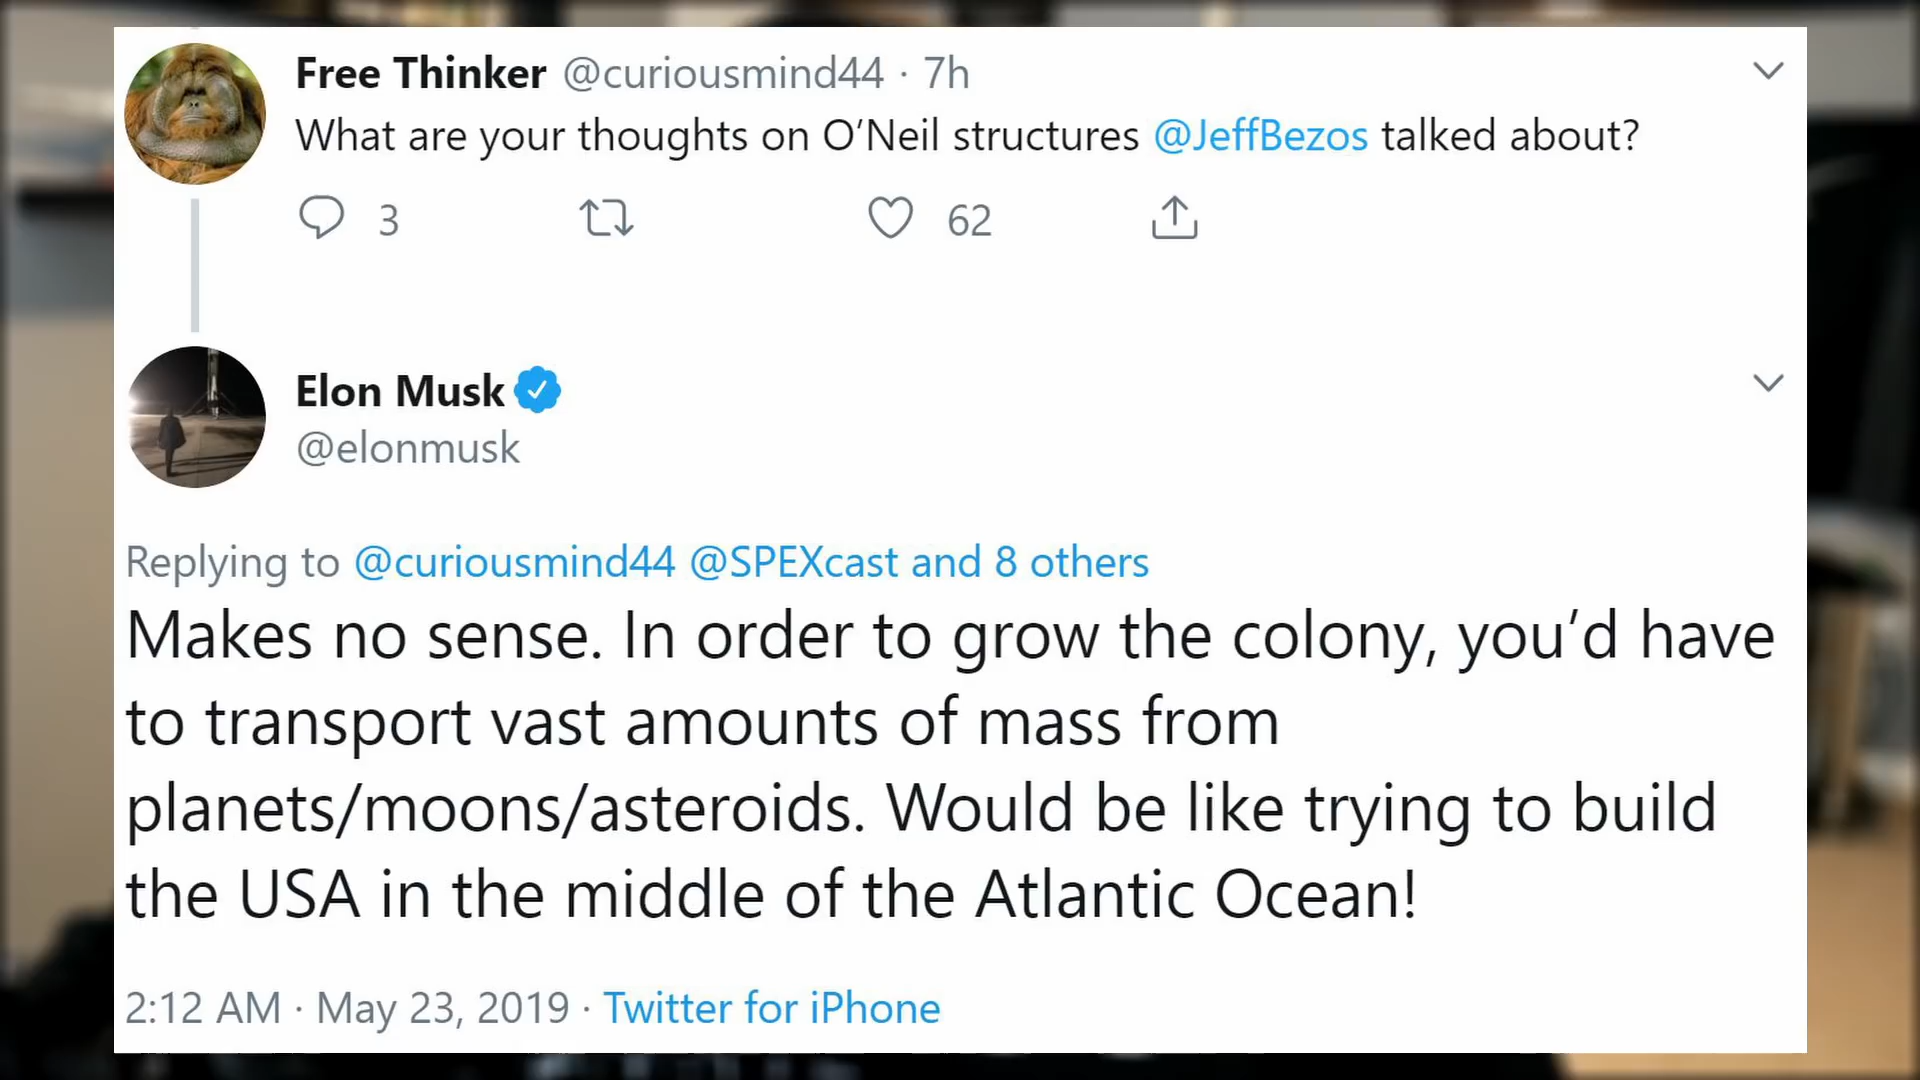 Free Thinker @curiousmind44 · 7h
What are your thoughts on O’Neil structures @JeffBezos talked about?
3 62
Elon Musk
@elonmusk
Replying to @curiousmind44 @SPEXcast and 8 others
Makes no sense. In order to grow the colony, you’d have
to transport vast amounts of mass from
planets/moons/asteroids. Would be like trying to build
the USA in the middle of the Atlantic Ocean!
2:12 AM · May 23, 2019 · Twitter for iPhone